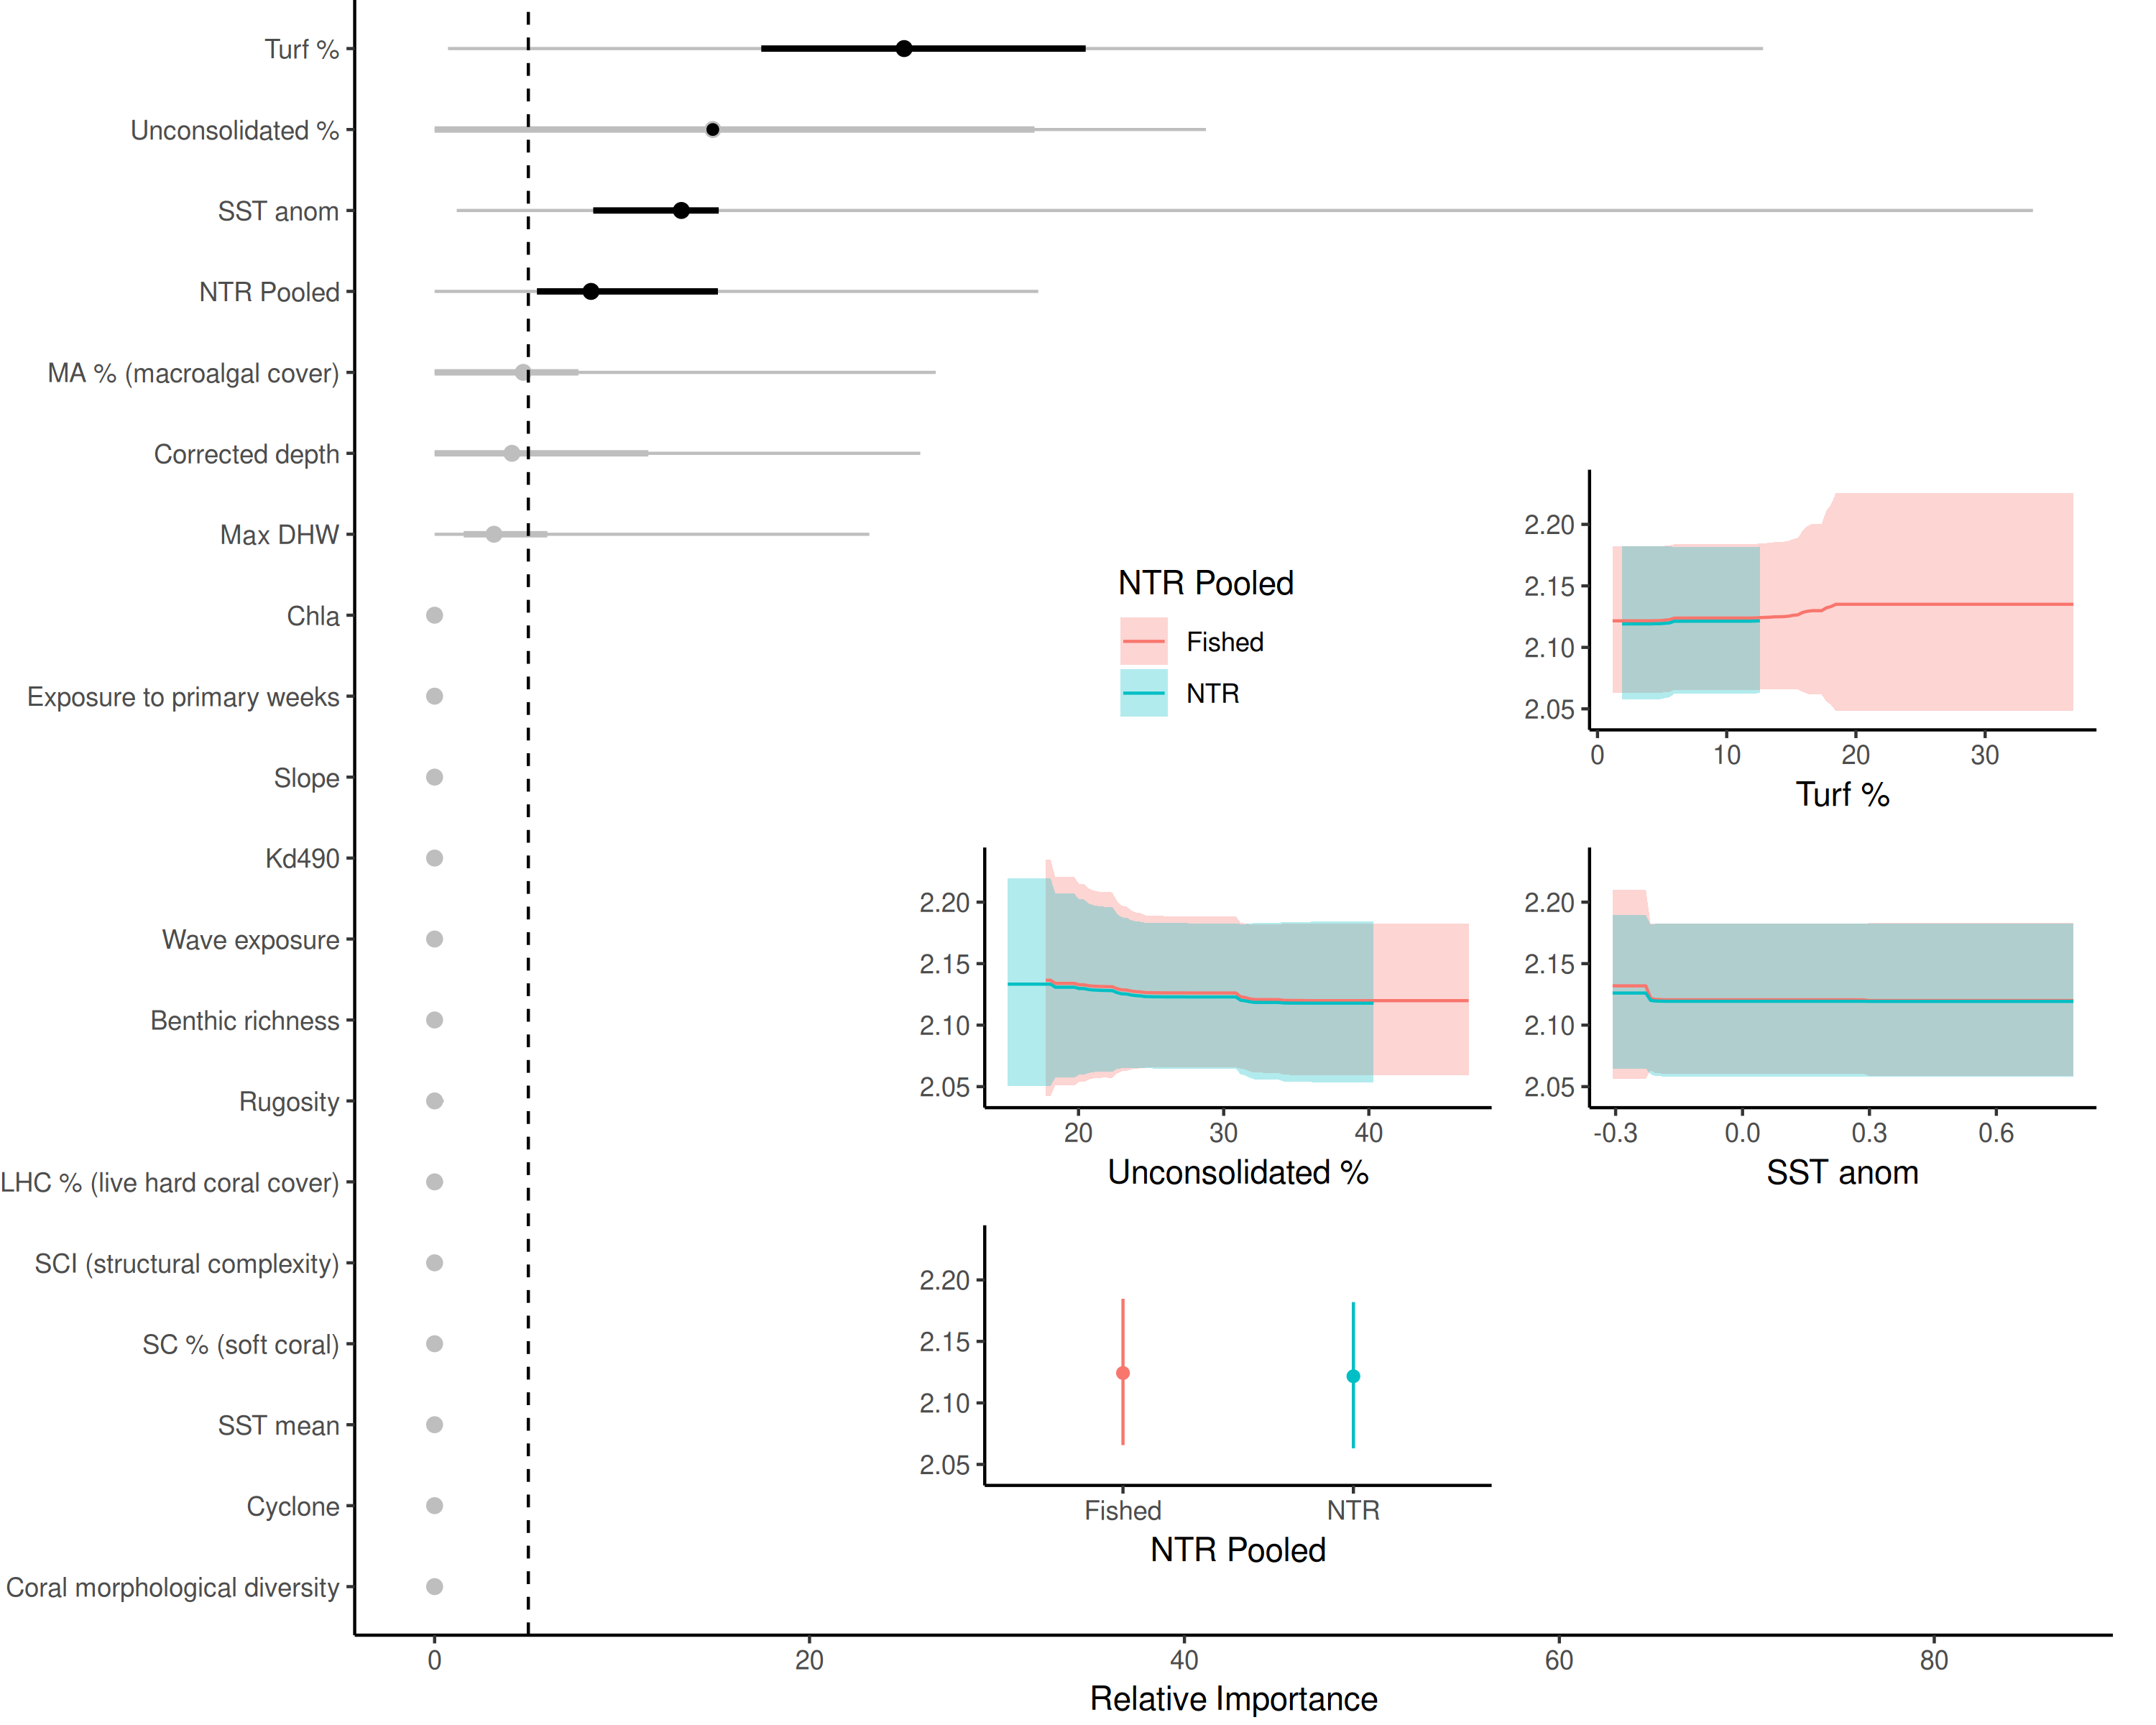 Turf %
Unconsolidated %
SST anom
NTR Pooled
MA % (macroalgal cover)
Corrected depth
Max DHW
Chla
Exposure to primary weeks
Slope
Kd490
Wave exposure
Benthic richness
Rugosity
LHC % (live hard coral cover)
SCI (structural complexity)
SC % (soft coral)
SST mean
Cyclone
Coral morphological diversity
0 20 40 60 80
Relative Importance
NTR Pooled
Fished
NTR
2.20
2.15
2.10
2.05
0 10 20 30
Turf %
2.20
2.15
2.10
2.05
20 30 40
Unconsolidated %
2.20
2.15
2.10
2.05
-0.3 0.0 0.3 0.6
SST anom
2.20
2.15
2.10
2.05
Fished NTR
NTR Pooled